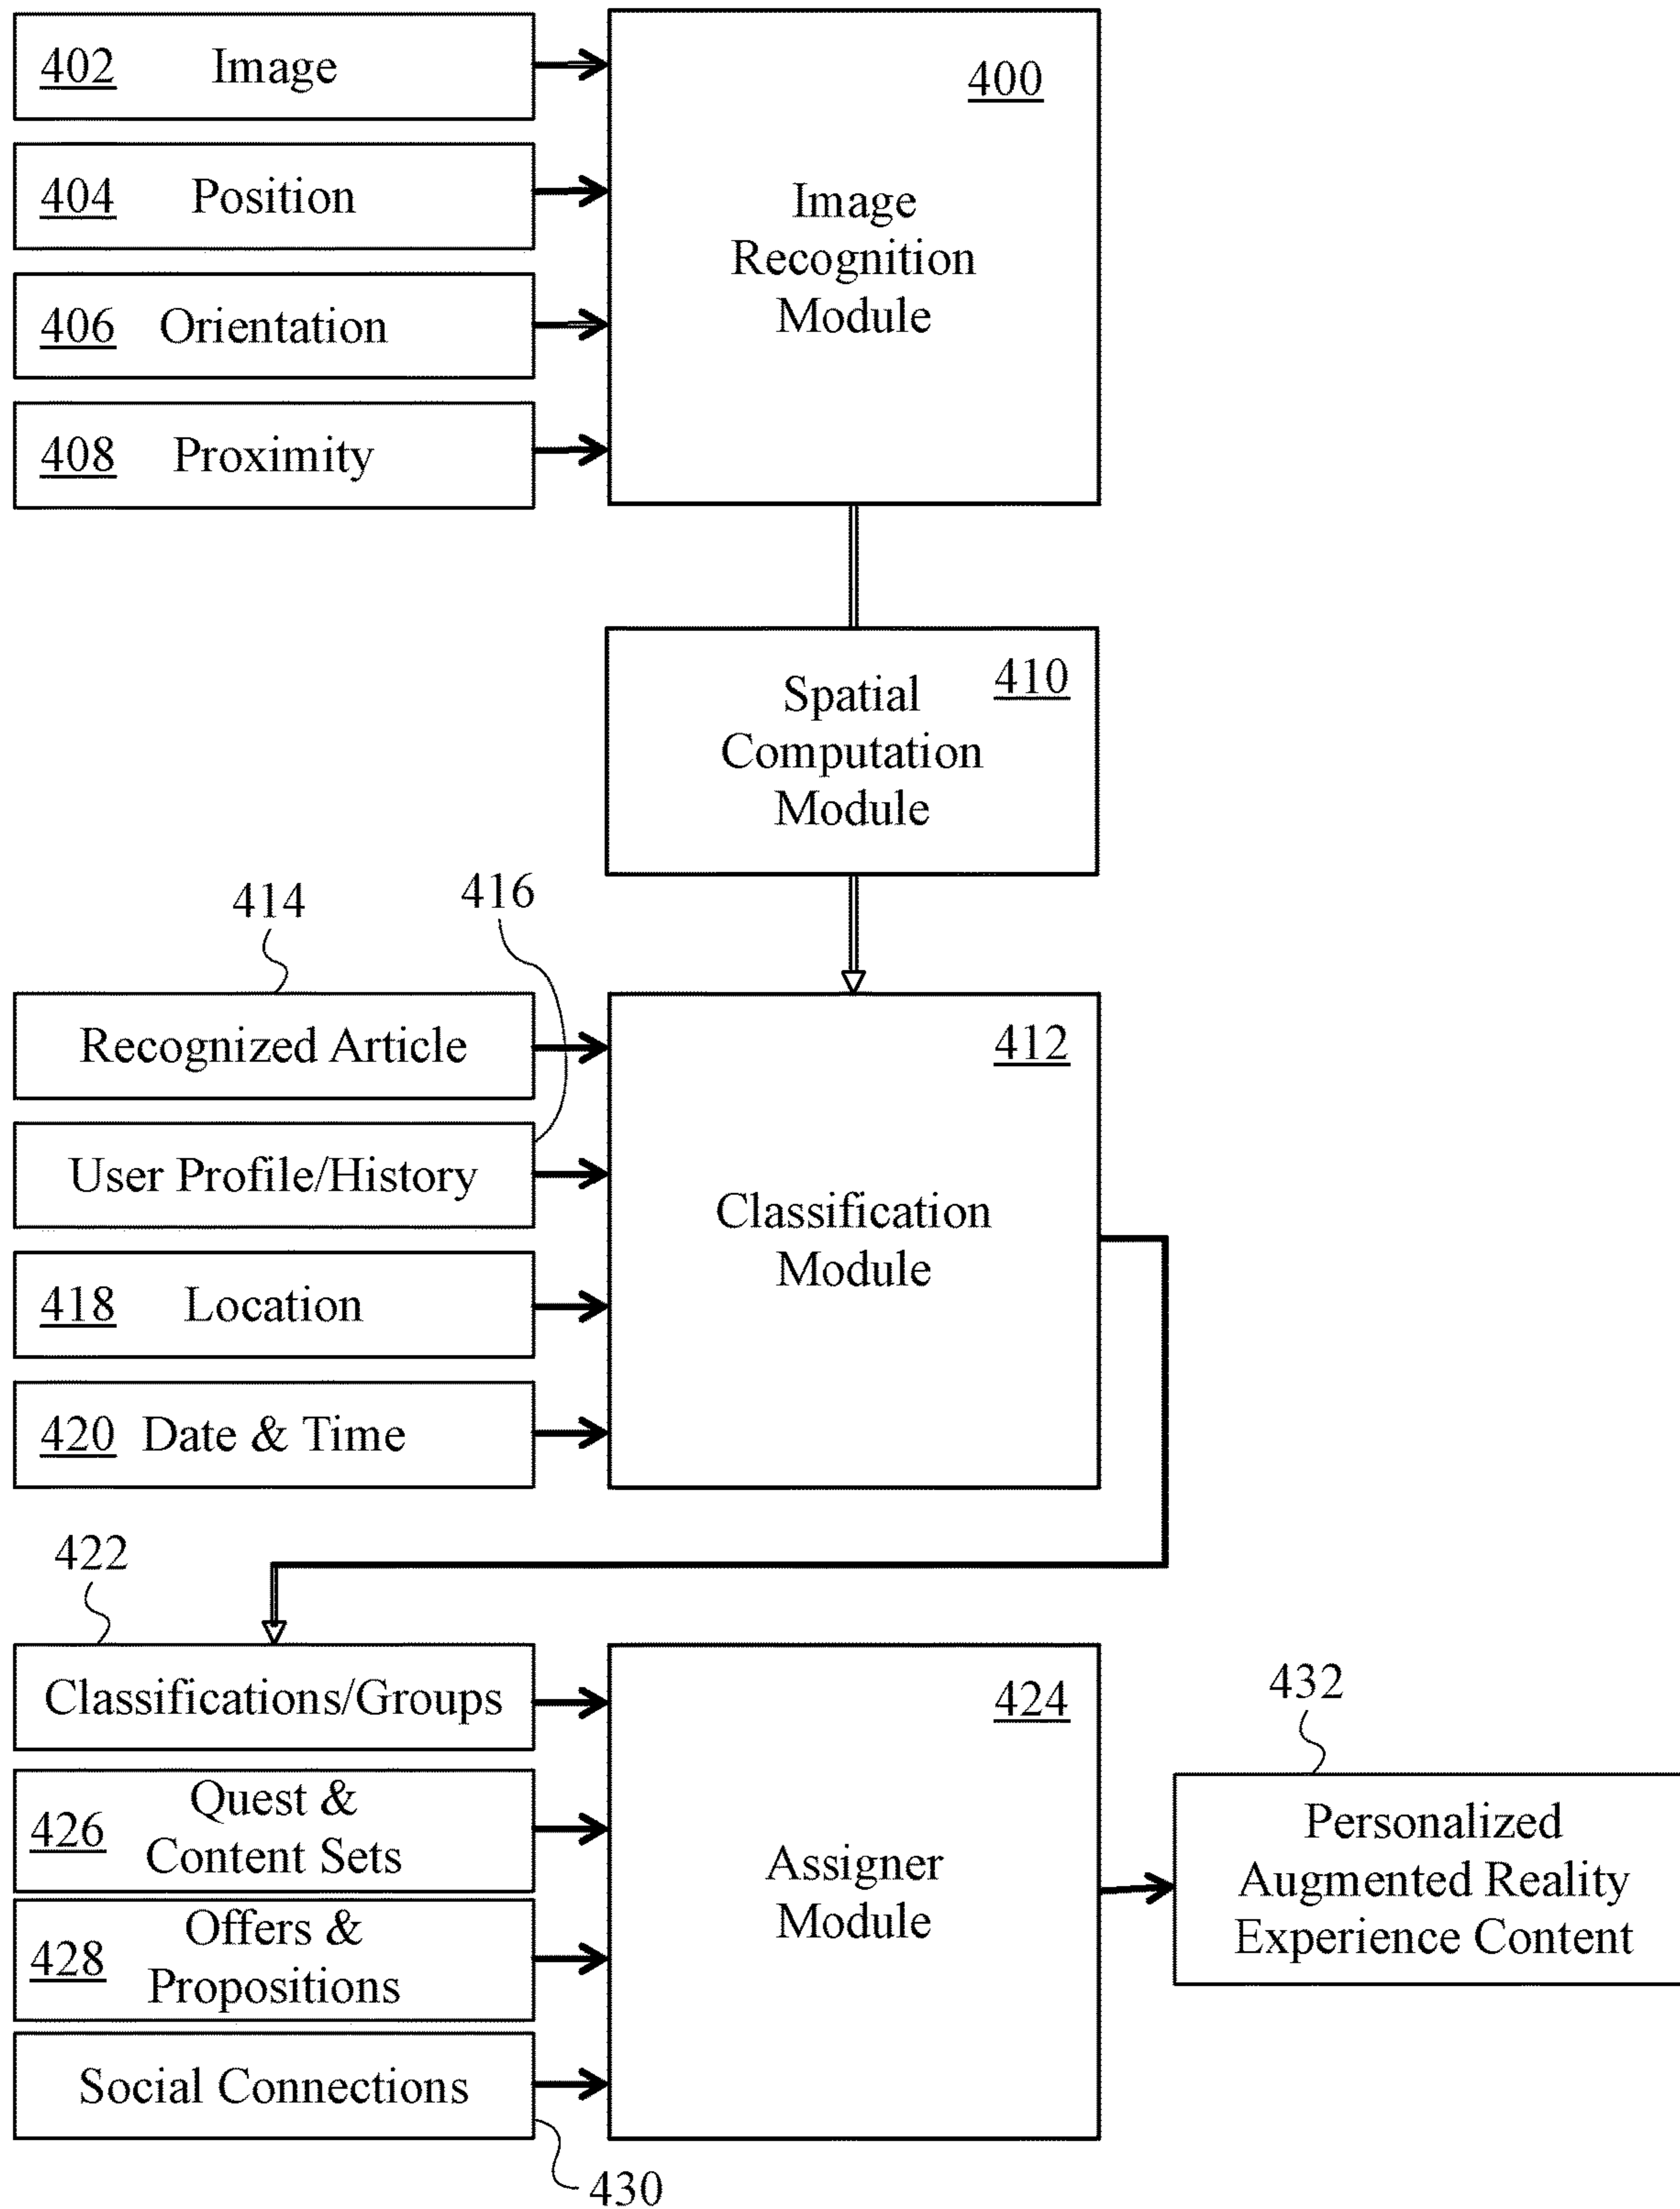 402 Image
400
404 Position
Image
Recognition
Module
406 Orientation
408 Proximity
410
Spatial
Computation
Module
414
416
Recognized Article
412
User Profile/History
Classification
Module
418 Location
420 Date & Time
422
Classifications/Groups
424
432
426 Quest &
Content Sets
Personalized
Augmented Reality
Experience Content
Assigner
Module
428 Offers &
Propositions
Social Connections
430